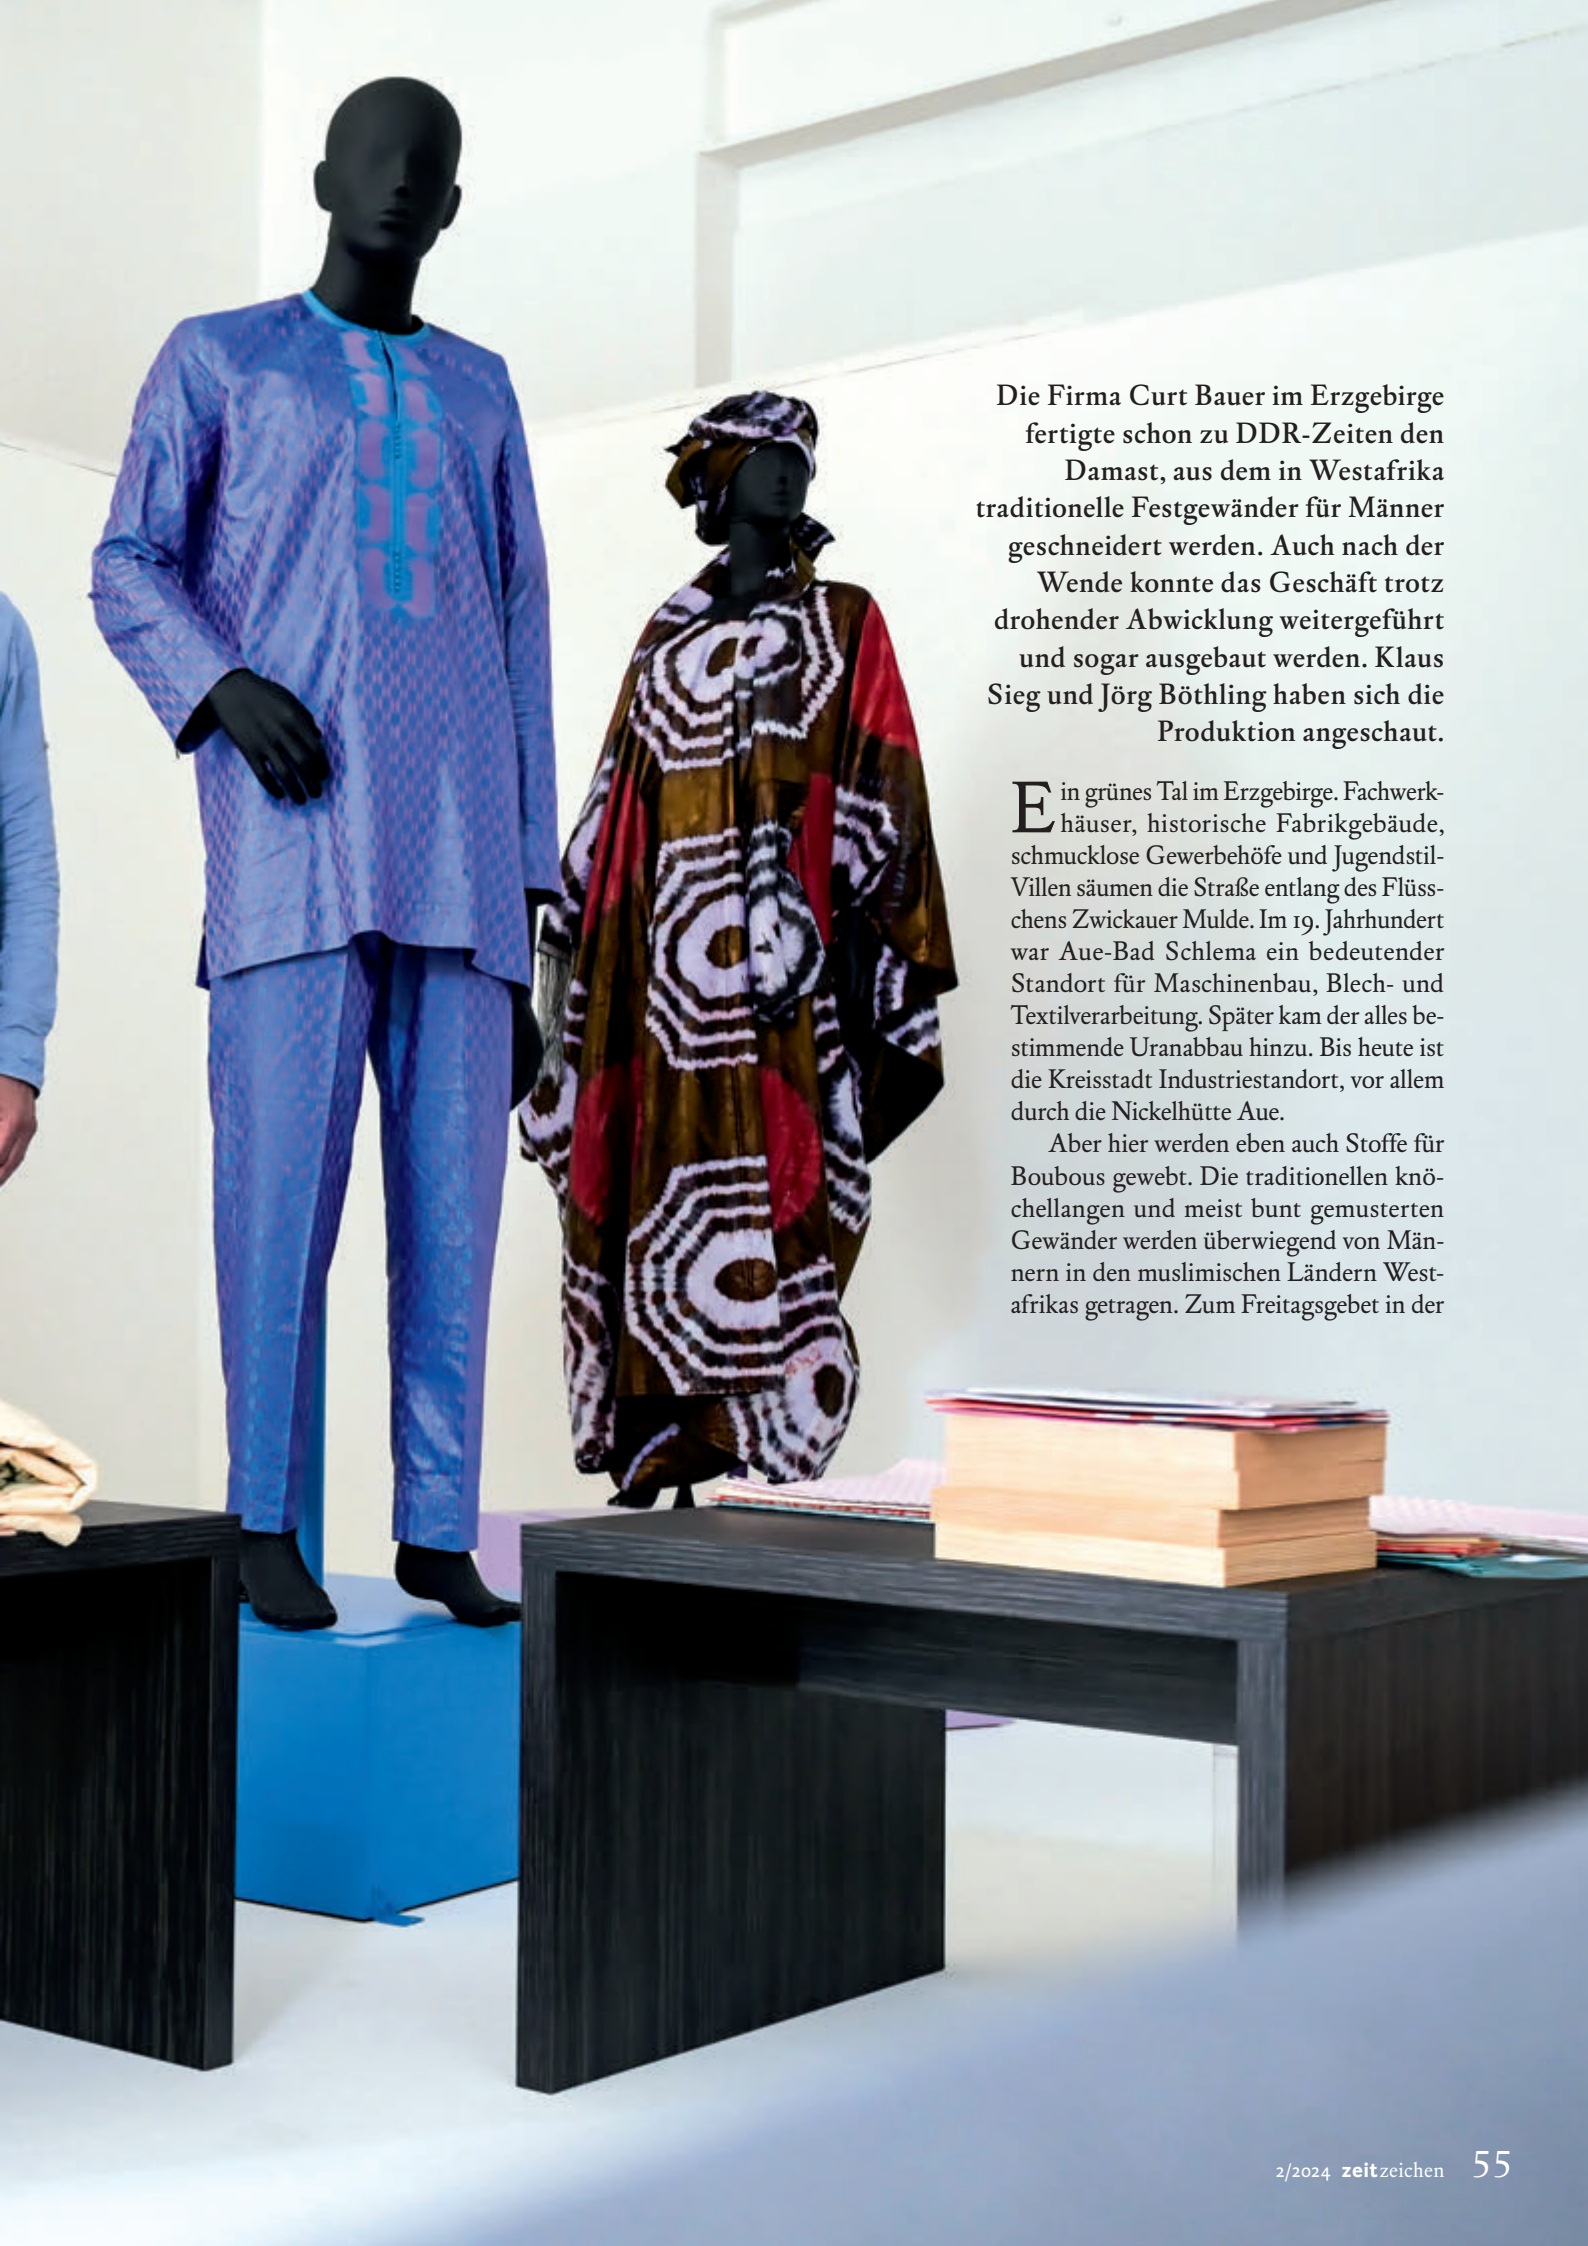 Die Firma Curt Bauer im Erzgebirge
fertigte schon zu DDR-Zeiten den
Damast, aus dem in Westafrika
traditionelle Festgewänder für Männer
geschneidert werden. Auch nach der
Wende konnte das Geschäft trotz
drohender Abwicklung weitergeführt
und sogar ausgebaut werden. Klaus
Sieg und Jörg Böthling haben sich die
Produktion angeschaut.
Ein grünes Tal im Erzgebirge. Fachwerk-
häuser, historische Fabrikgebäude,
schmucklose Gewerbehöfe und Jugendstil-
Villen säumen die Straße entlang des Flüss-
chens Zwickauer Mulde. Im 19. Jahrhundert
war Aue-Bad Schlema ein bedeutender
Standort für Maschinenbau, Blech- und
Textilverarbeitung. Später kam der alles be-
stimmende Uranabbau hinzu. Bis heute ist
die Kreisstadt Industriestandort, vor allem
durch die Nickelhütte Aue.
Aber hier werden eben auch Stoffe für
Boubous gewebt. Die traditionellen knö-
chellangen und meist bunt gemusterten
Gewänder werden überwiegend von Män-
nern in den muslimischen Ländern West-
afrikas getragen. Zum Freitagsgebet in der
2/2024 zeitzeichen 55